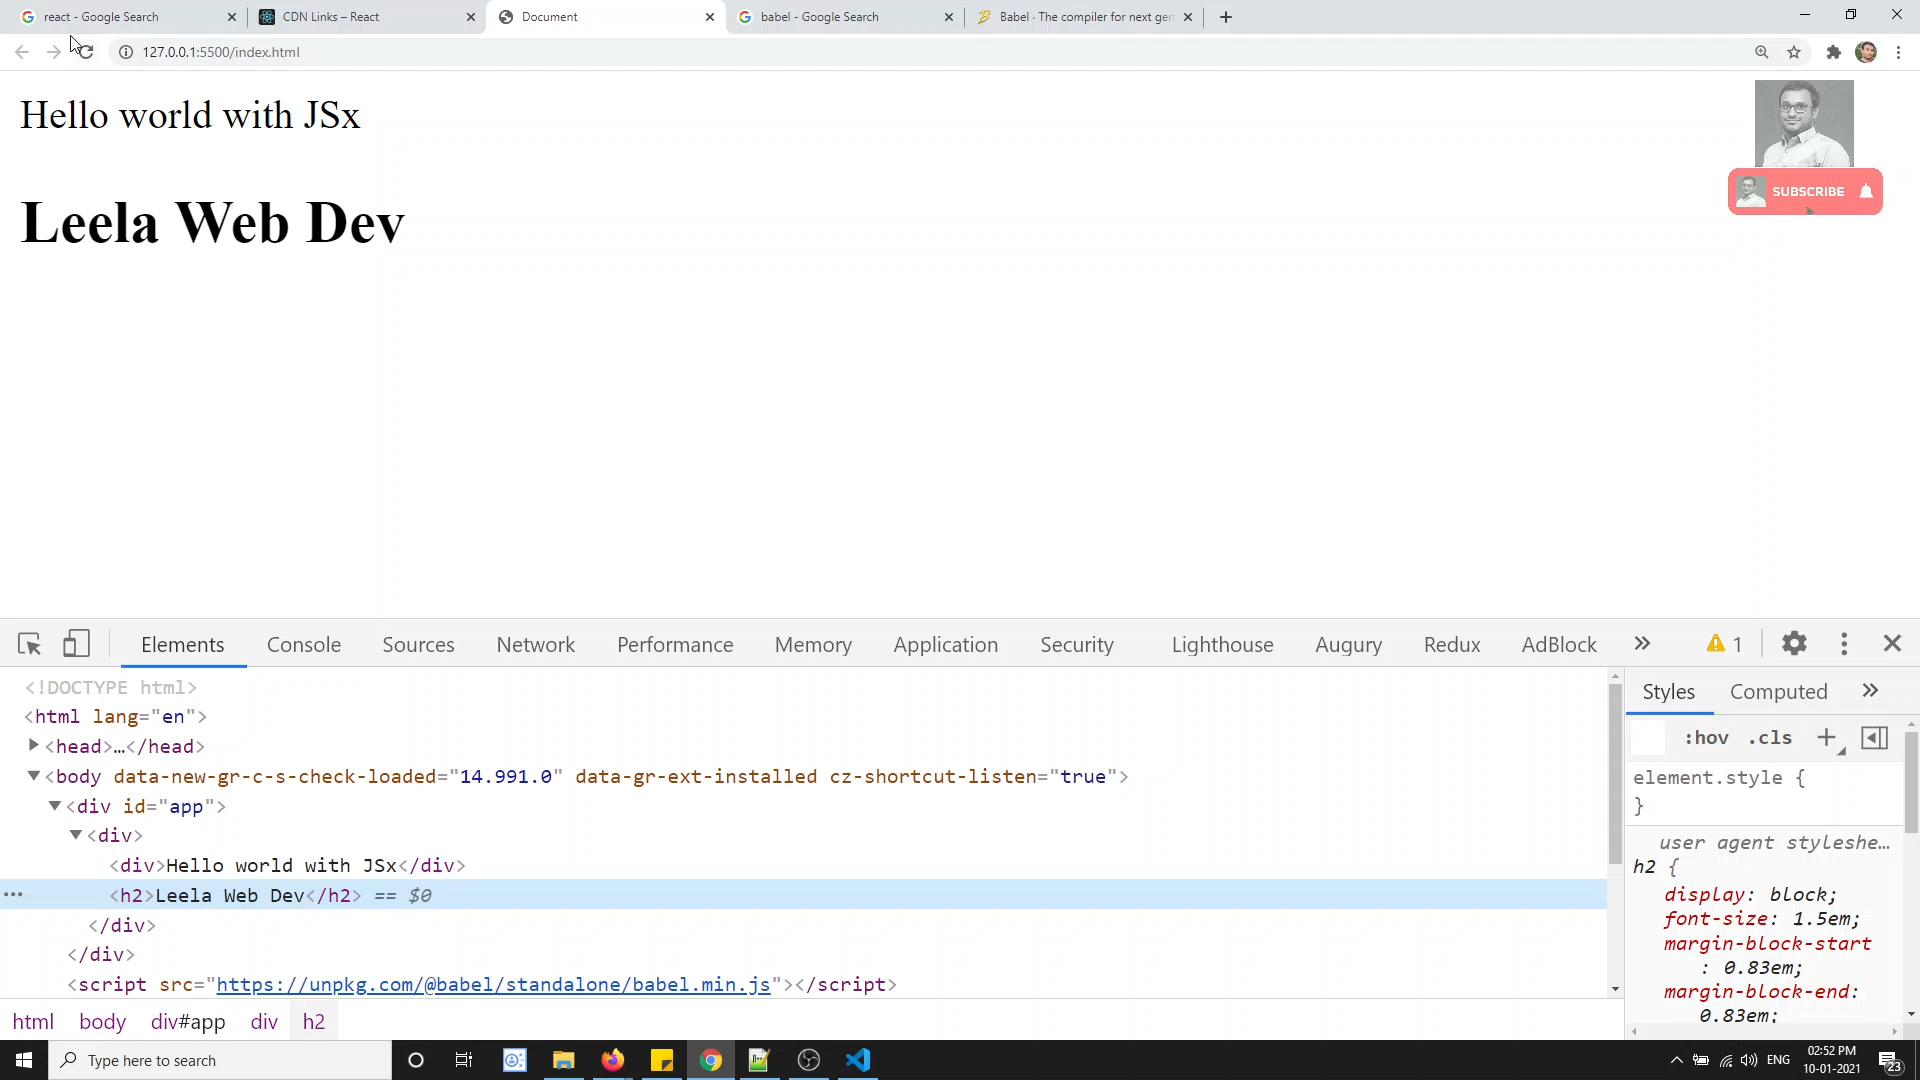 react - Google Search
CDN Links – React
Document
babel - Google Search
Babel · The compiler for next gen
127.0.0.1:5500/index.html
Hello world with JSx
Leela Web Dev
SUBSCRIBE
Elements Console Sources Network Performance Memory Application Security Lighthouse Augury Redux AdBlock » 1
<!DOCTYPE html>
<html lang="en">
<head>…</head>
<body data-new-gr-c-s-check-loaded="14.991.0" data-gr-ext-installed cz-shortcut-listen="true">
<div id="app">
<div>
<div>Hello world with JSx</div>
<h2>Leela Web Dev</h2> == $0
</div>
</div>
<script src="https://unpkg.com/@babel/standalone/babel.min.js"></script>
html body div#app div h2
Styles Computed »
:hov .cls +
element.style {
}
user agent styleshe…
h2 {
display: block;
font-size: 1.5em;
margin-block-start
: 0.83em;
margin-block-end:
0.83em;
Type here to search
ENG
02:52 PM
10-01-2021
23